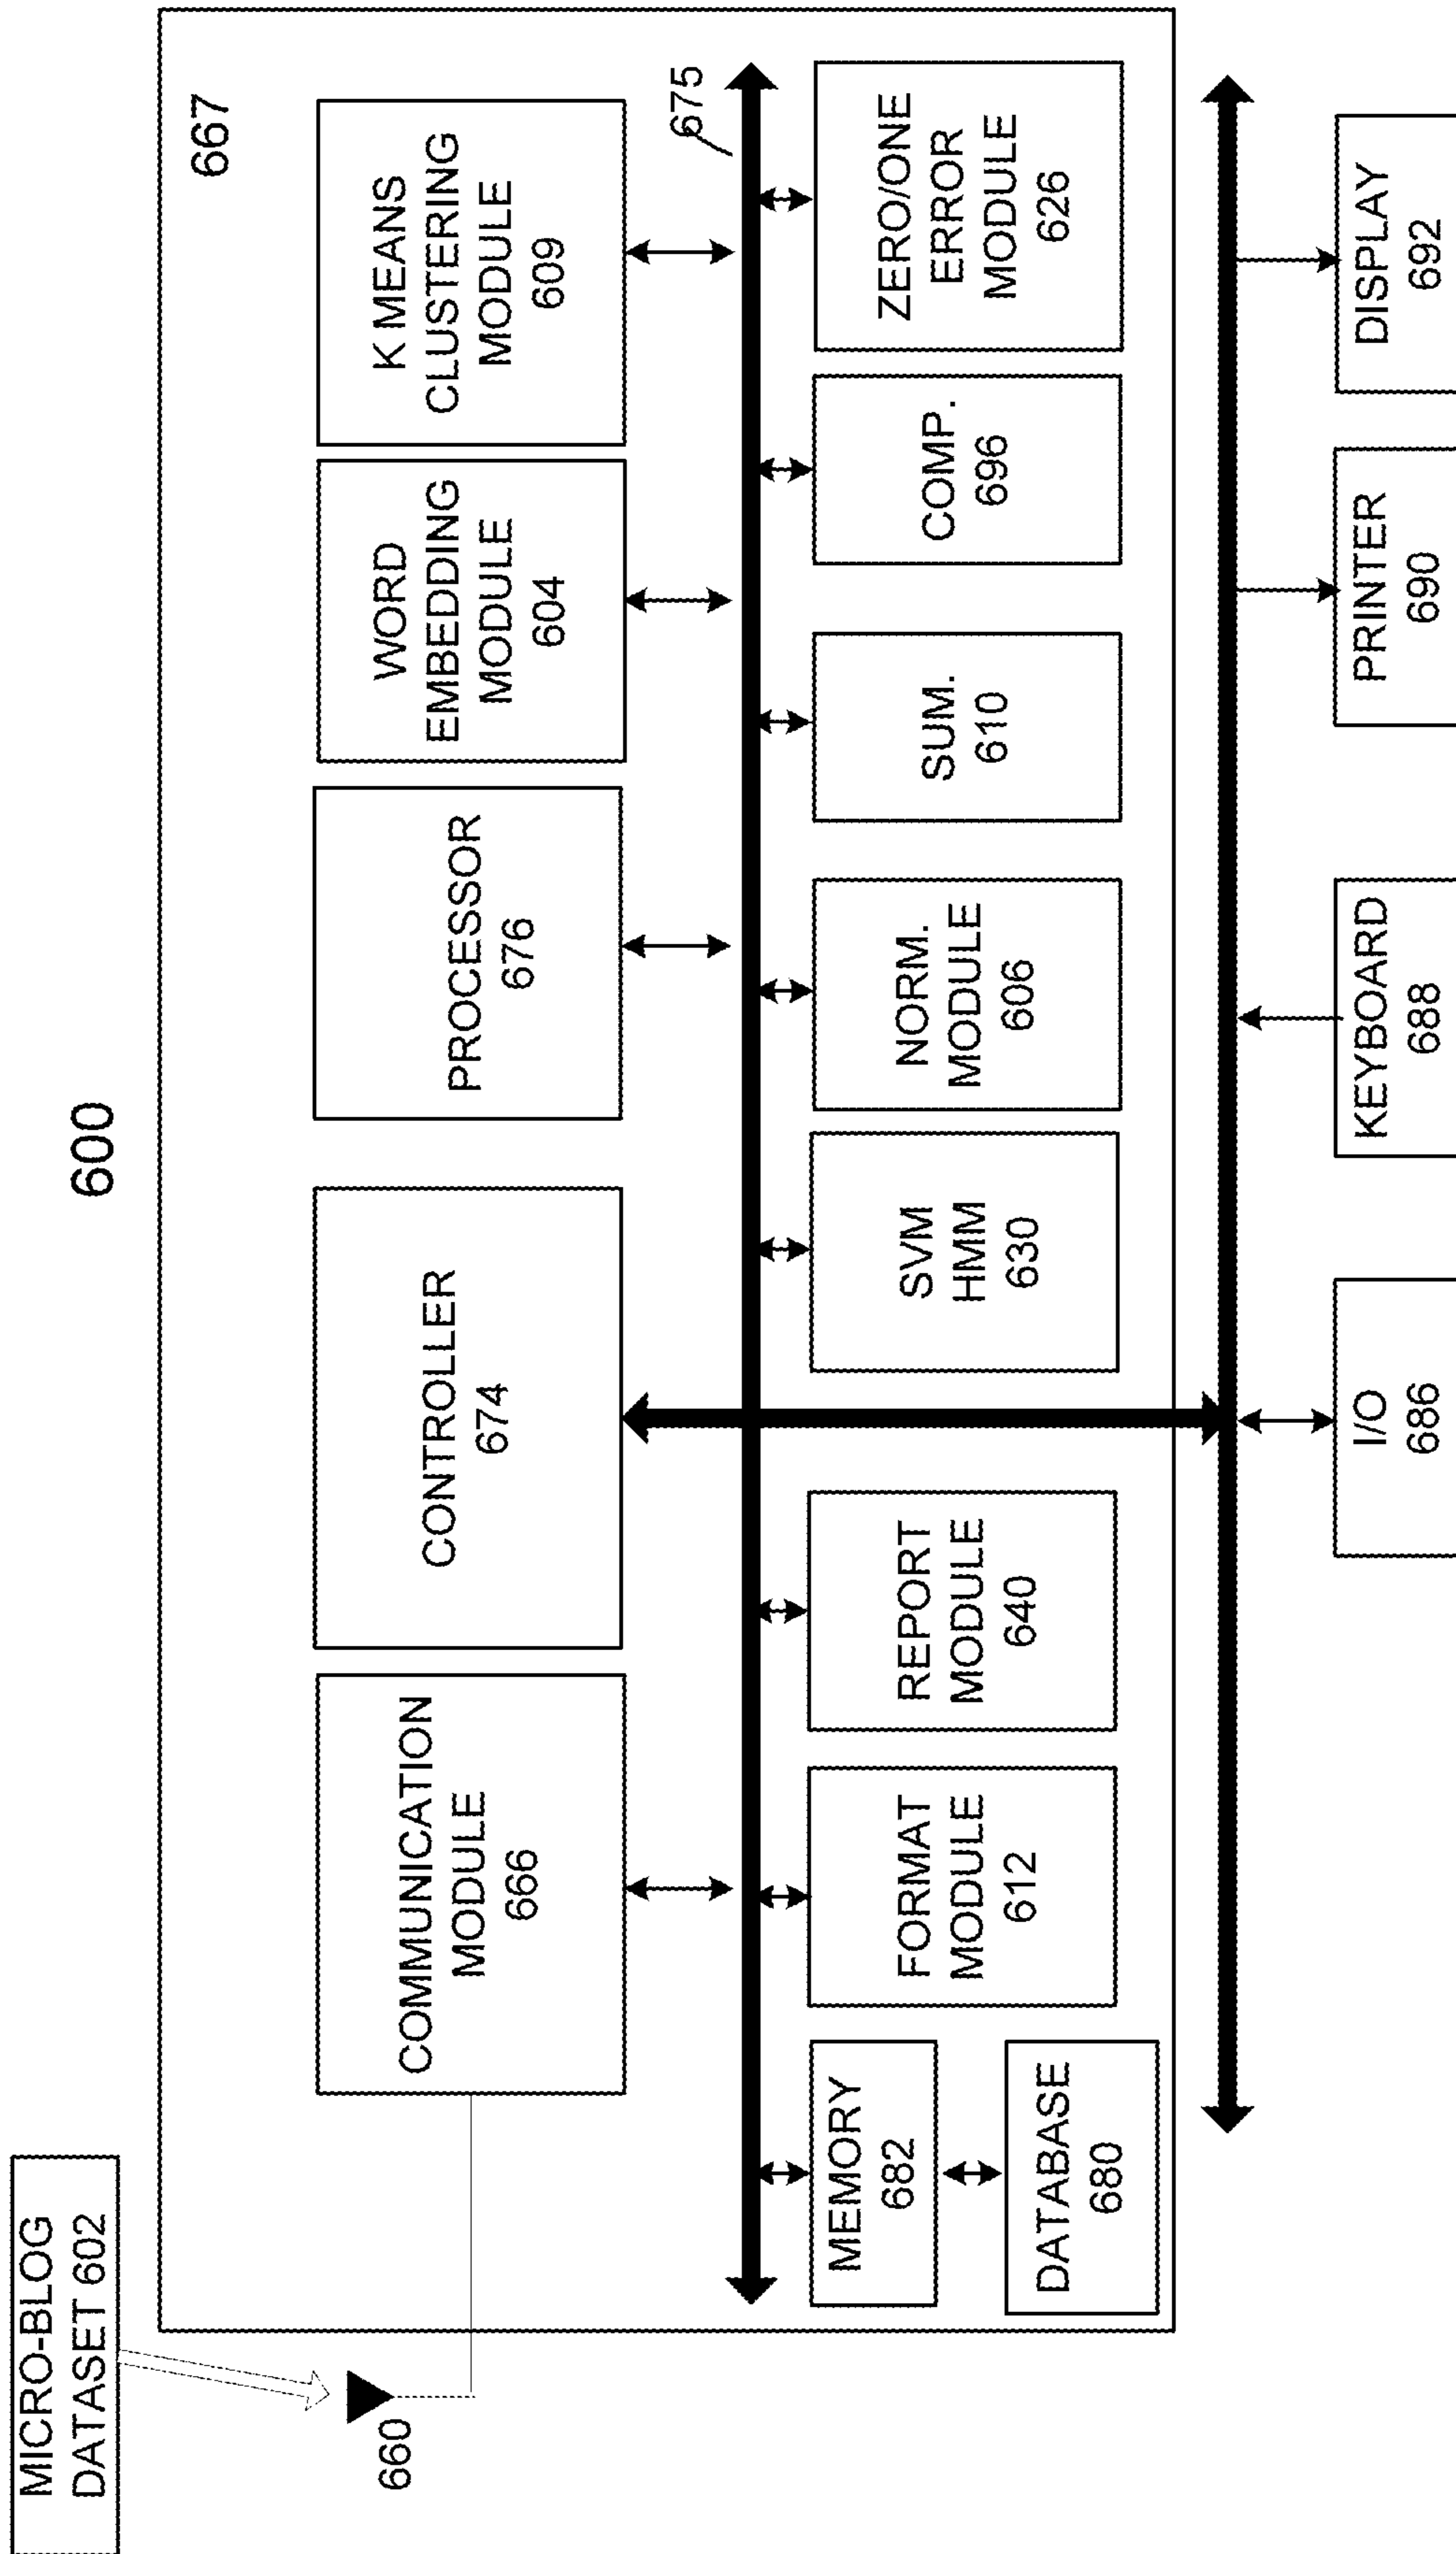 600
MICRO-BLOG
DATASET 602
660
667
COMMUNICATION
MODULE
666
CONTROLLER
674
PROCESSOR
676
WORD
EMBEDDING
MODULE
604
K MEANS
CLUSTERING
MODULE
609
675
MEMORY
682
DATABASE
680
FORMAT
MODULE
612
REPORT
MODULE
640
SVM
HMM
630
NORM.
MODULE
606
SUM.
610
COMP.
696
ZERO/ONE
ERROR
MODULE
626
I/O
686
KEYBOARD
688
PRINTER
690
DISPLAY
692